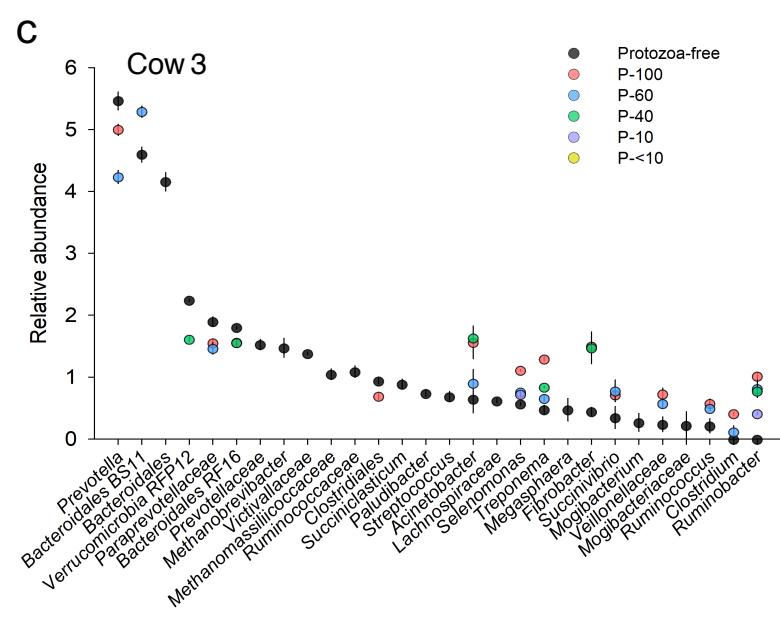 C
Cow 3
Protozoa-free
P-100
P-60
P-40
P-10
P-<10
Relative abundance
6
5
4
3
2
1
0
Prevotella
Bacteroidales BS11
Bacteroidales
Verrucomicrobia RFP12
Paraprevotellaceae
Bacteroidales RF16
Prevotellaceae
Methanobrevibacter
Victivallaceae
Methanomassiliicoccaceae
Ruminococcaceae
Clostridiales
Succiniclasticum
Paludibacter
Streptococcus
Acinetobacter
Lachnospiraceae
Selenomonas
Treponema
Megasphaera
Fibrobacter
Succinivibrio
Mogibacterium
Veillonellaceae
Mogibacteriaceae
Ruminococcus
Clostridium
Ruminobacter